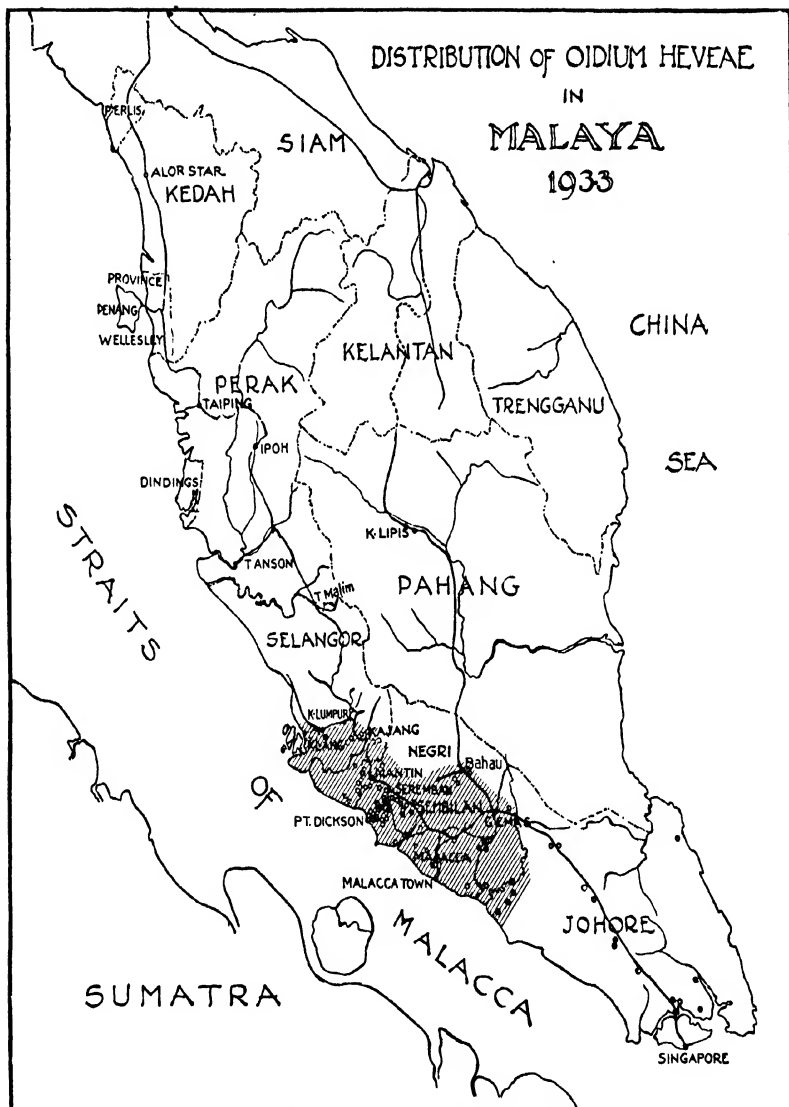 DISTRIBUTION OF OIDIUM HEVEAE
IN
MALAYA
1933
SIAM
PERLIS
ALOR STAR
KEDAH
PROVINCE
PENANG
WELLESLEY
CHINA
SEA
KELANTAN
TRENGGANU
PERAK
TAIPING
IPOH
DINDINGS
K. LIPIS
T. ANSON
T Malim
PAHANG
SELANGOR
STRAITS
OF
MALACCA
K. LUMPUR
KAJANG
KLANG
NEGRI
Bahau
MANTIN
SEREMBAN
SEMBILAN
GEMAS
PT. DICKSON
MALACCA
MALACCA TOWN
JOHORE
SUMATRA
SINGAPORE